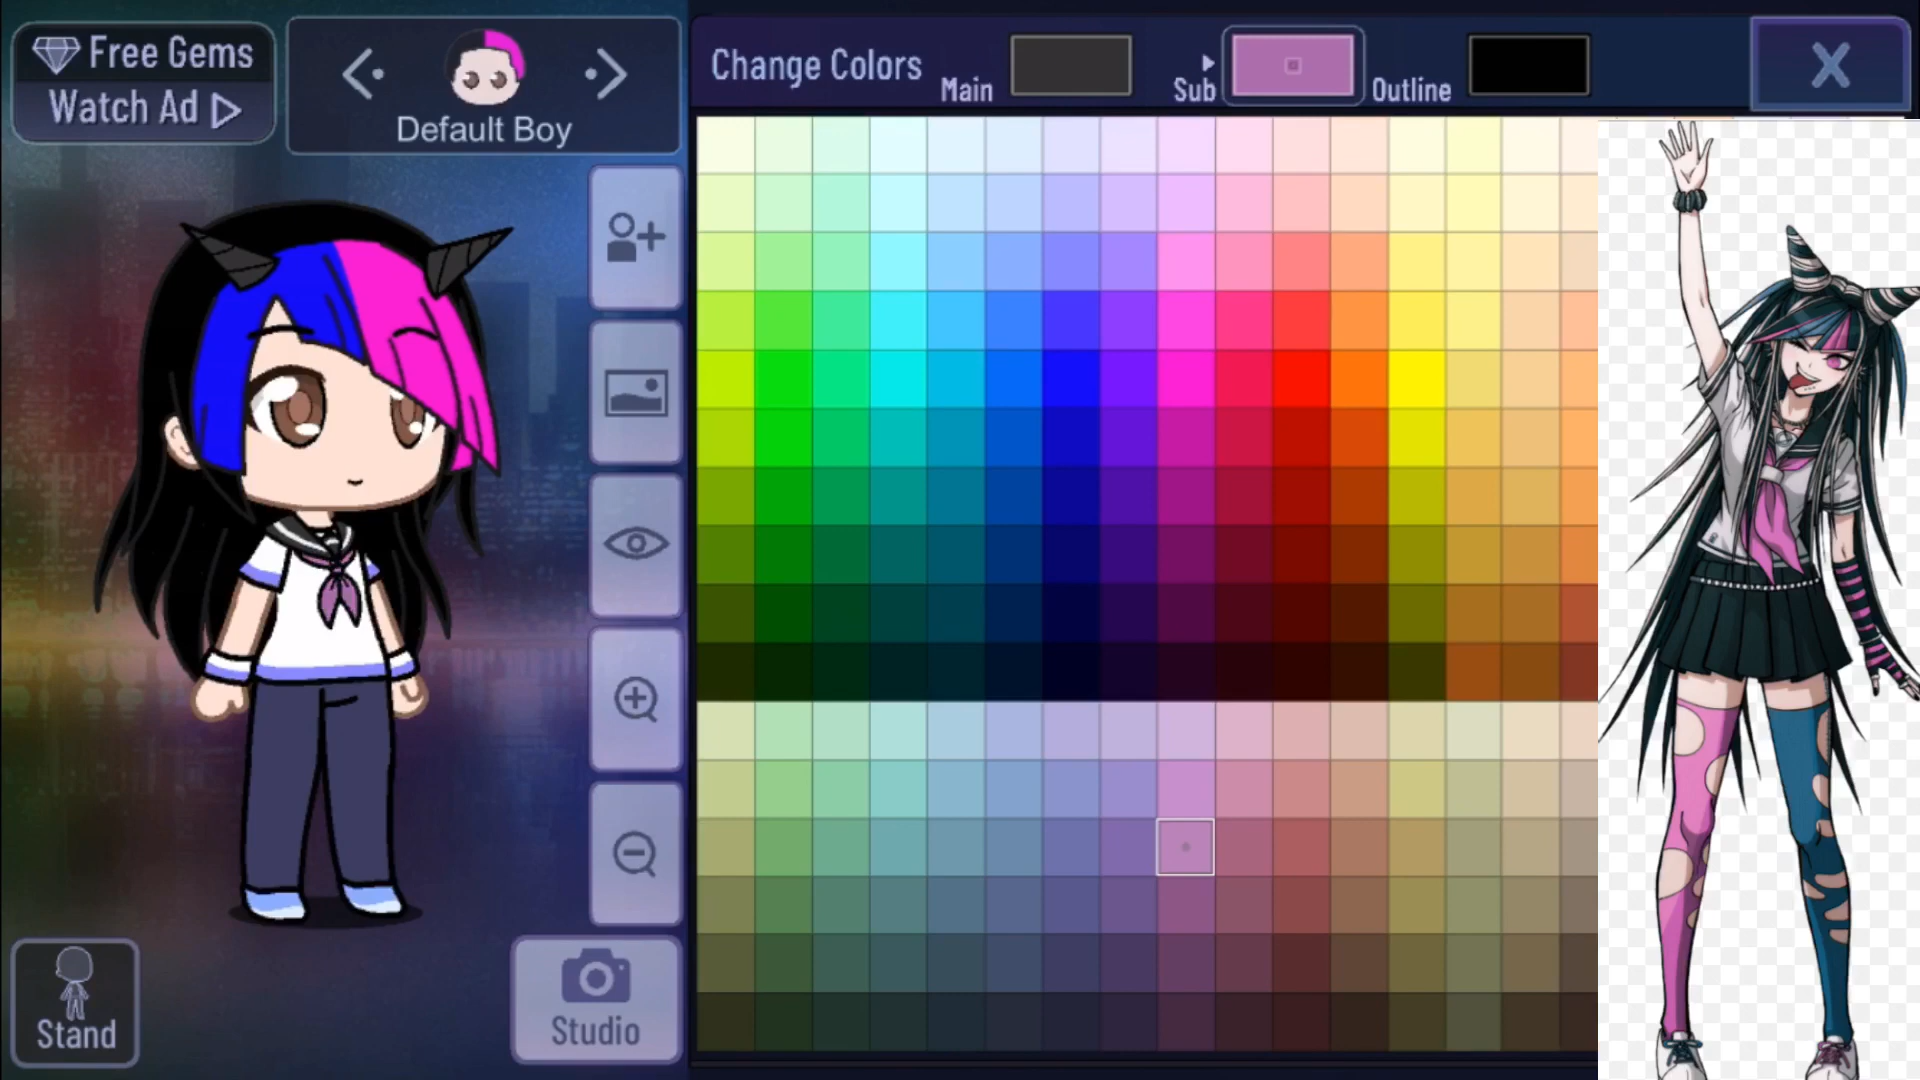 Free Gems
Watch Ad
Default Boy
Change Colors
Main
Sub
Outline
X
Stand
Studio